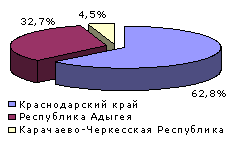 4,5%
32,7%
62,8%
Краснодарский край
Республика Адыгея
Карачаево-Черкесская Республика